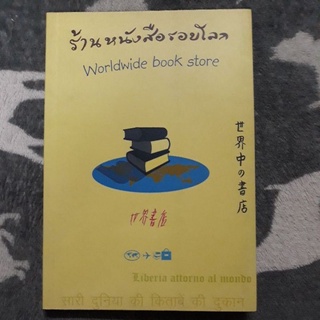 ร้านหนังสือรอบโลก
Worldwide book store
世界中の書店
世界書店
Libreria attorno al mondo
सारी दुनिया की किताबें की दुकान